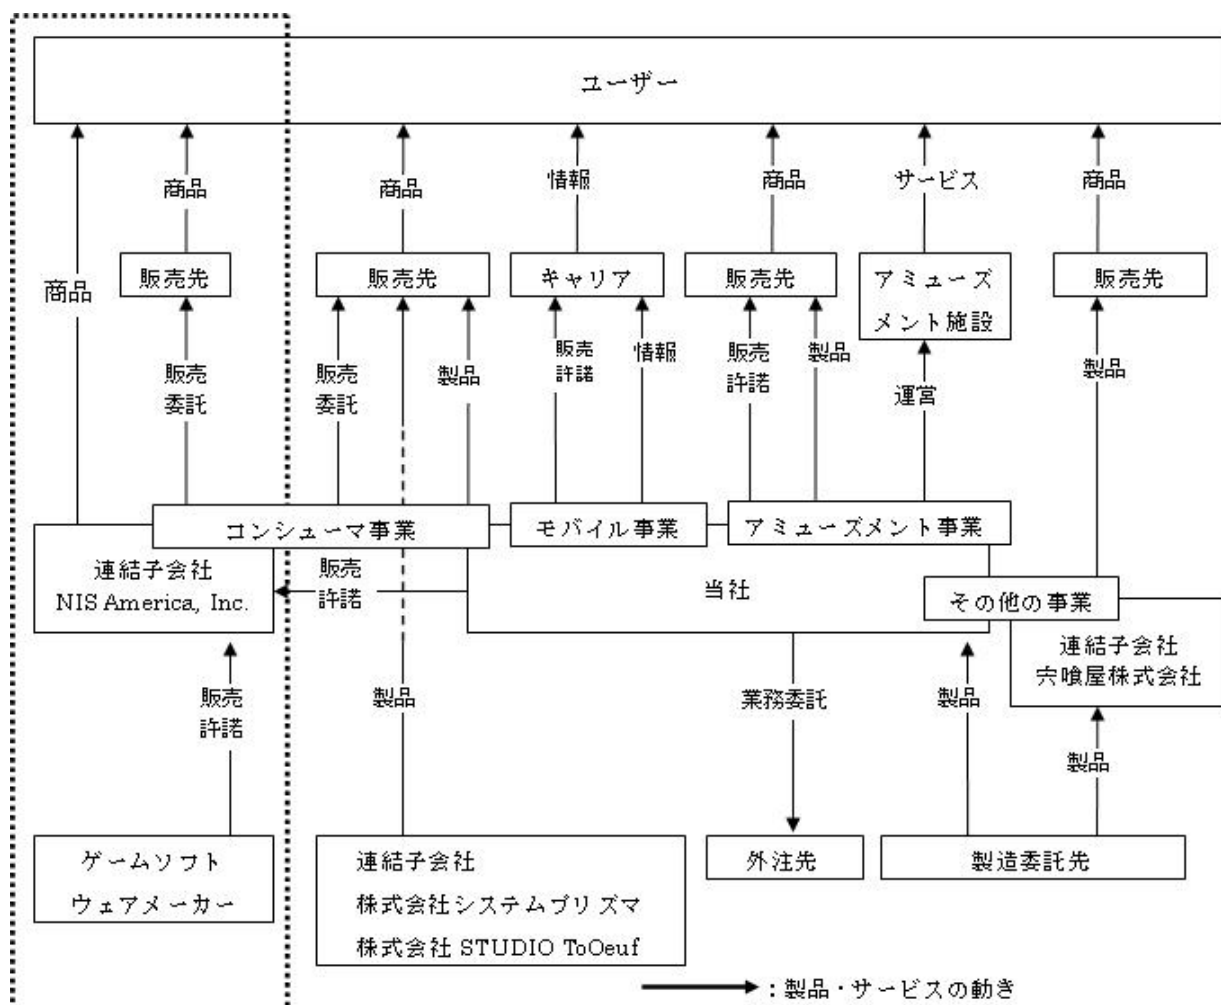 ユーザー
商品
商品
情報
商品
サービス
商品
商品
販売先
販売先
キャリア
販売先
アミューズ
メント施設
販売先
販売
委託
販売
委託
製品
販売
許諾
情報
販売
許諾
製品
運営
製品
コンシューマ事業
モバイル事業
アミューズメント事業
連結子会社
NIS America, Inc.
販売
許諾
当社
その他の事業
連結子会社
宍喰屋株式会社
販売
許諾
製品
業務委託
製品
製品
ゲームソフト
ウェアメーカー
連結子会社
株式会社システムプリズマ
株式会社 STUDIO ToOeuf
外注先
製造委託先
：製品・サービスの動き